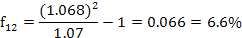 f₁₂ = (1.068)² / 1.07 − 1 = 0.066 = 6.6%